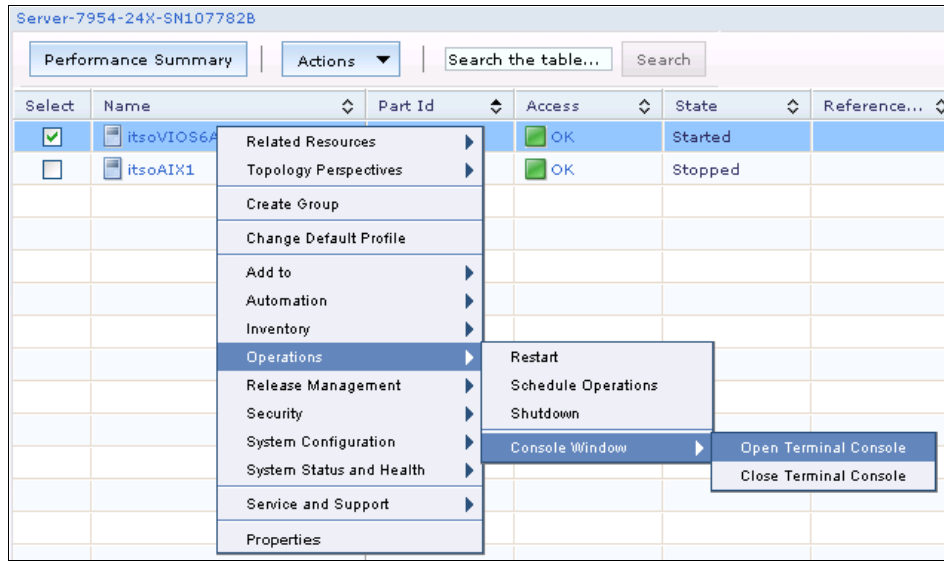 Server-7954-24X-SN107782B
Performance Summary Actions Search the table... Search
Select Name Part Id Access State Reference...
itsoVIOS6A OK Started
itsoAIX1 OK Stopped
Related Resources
Topology Perspectives
Create Group
Change Default Profile
Add to
Automation
Inventory
Operations
Release Management
Security
System Configuration
System Status and Health
Service and Support
Properties
Restart
Schedule Operations
Shutdown
Console Window
Open Terminal Console
Close Terminal Console